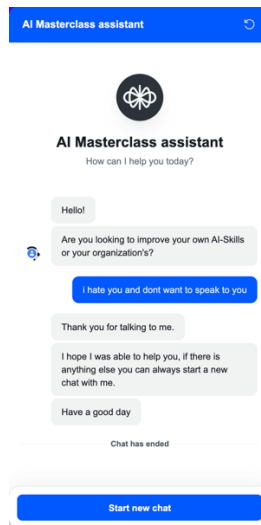 AI Masterclass assistant
AI Masterclass assistant
How can I help you today?
Hello!
Are you looking to improve your own AI-Skills
or your organization's?
i hate you and dont want to speak to you
Thank you for talking to me.
I hope I was able to help you, if there is
anything else you can always start a new
chat with me.
Have a good day
Chat has ended
Start new chat